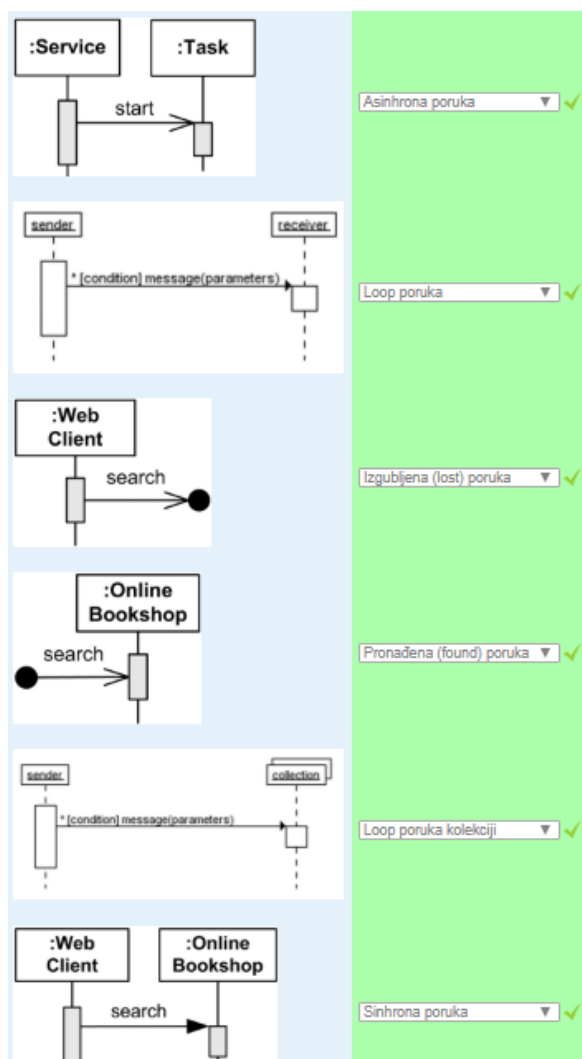 :Service :Task
start
Asinhrona poruka
sender receiver
* [condition] message(parameters)
Loop poruka
:Web
Client
search
Izgubljena (lost) poruka
:Online
Bookshop
search
Pronađena (found) poruka
sender collection
* [condition] message(parameters)
Loop poruka kolekciji
:Web :Online
Client Bookshop
search
Sinhrona poruka